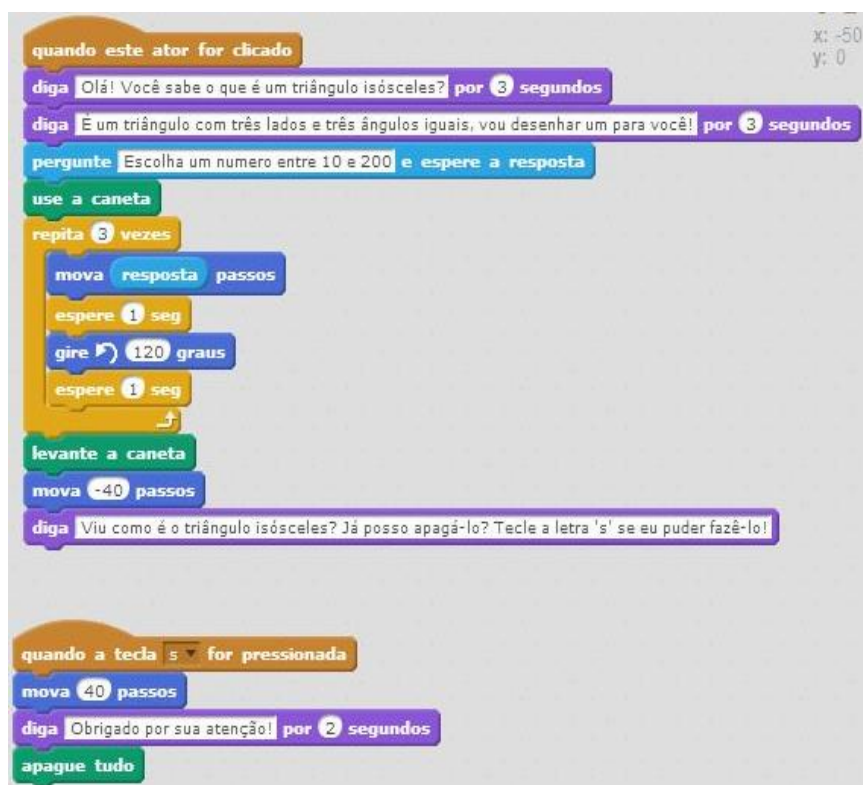 x: -50
y: 0
quando este ator for clicado
diga Olá! Você sabe o que é um triângulo isósceles? por 3 segundos
diga É um triângulo com três lados e três ângulos iguais, vou desenhar um para você! por 3 segundos
pergunte Escolha um numero entre 10 e 200 e espere a resposta
use a caneta
repita 3 vezes
mova resposta passos
espere 1 seg
gire 120 graus
espere 1 seg
levante a caneta
mova -40 passos
diga Viu como é o triângulo isósceles? Já posso apagá-lo? Tecle a letra 's' se eu puder fazê-lo!
quando a tecla s for pressionada
mova 40 passos
diga Obrigado por sua atenção! por 2 segundos
apague tudo